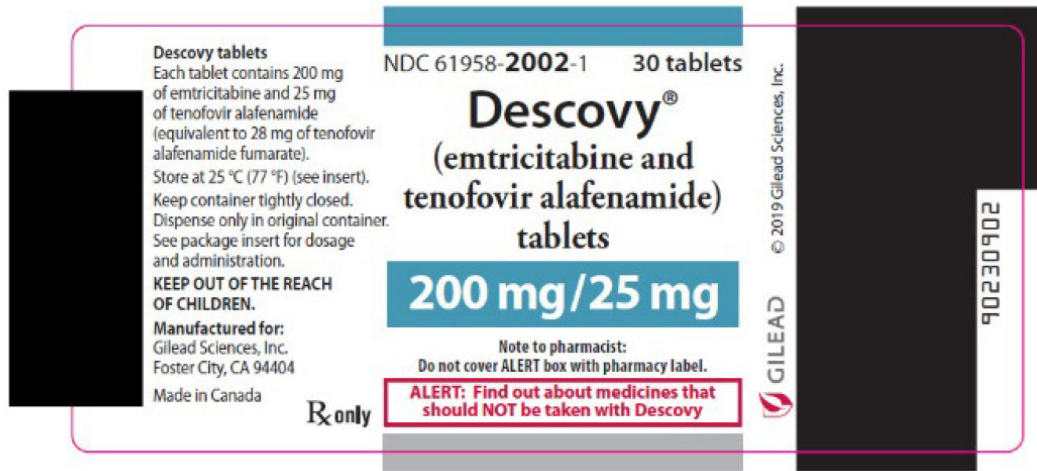 Descovy tablets
Each tablet contains 200 mg
of emtricitabine and 25 mg
of tenofovir alafenamide
(equivalent to 28 mg of tenofovir
alafenamide fumarate).
Store at 25 °C (77 °F) (see insert).
Keep container tightly closed.
Dispense only in original container.
See package insert for dosage
and administration.
KEEP OUT OF THE REACH
OF CHILDREN.
Manufactured for:
Gilead Sciences, Inc.
Foster City, CA 94404
Made in Canada
Rx only
NDC 61958-2002-1 30 tablets
Descovy®
(emtricitabine and
tenofovir alafenamide)
tablets
200 mg/25 mg
Note to pharmacist:
Do not cover ALERT box with pharmacy label.
ALERT: Find out about medicines that
should NOT be taken with Descovy
© 2019 Gilead Sciences, Inc.
GILEAD
20903206